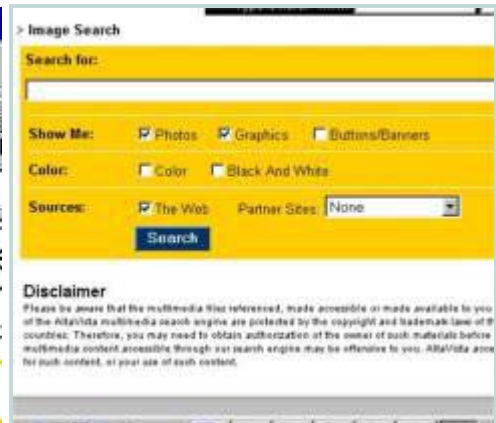 > Image Search
Search for:
Show Me: Photos Graphics Buttons/Banners
Color: Color Black And White
Sources: The Web Partner Sites: None
Search
Disclaimer
Please be aware that the multimedia files referenced, made accessible or made available to you
of the AltaVista multimedia search engine are protected by the copyright and trademark laws of th
countries. Therefore, you may need to obtain authorization of the owner of such materials before
multimedia content accessible through our search engine may be offensive to you. AltaVista acce
for such content, or your use of such content.